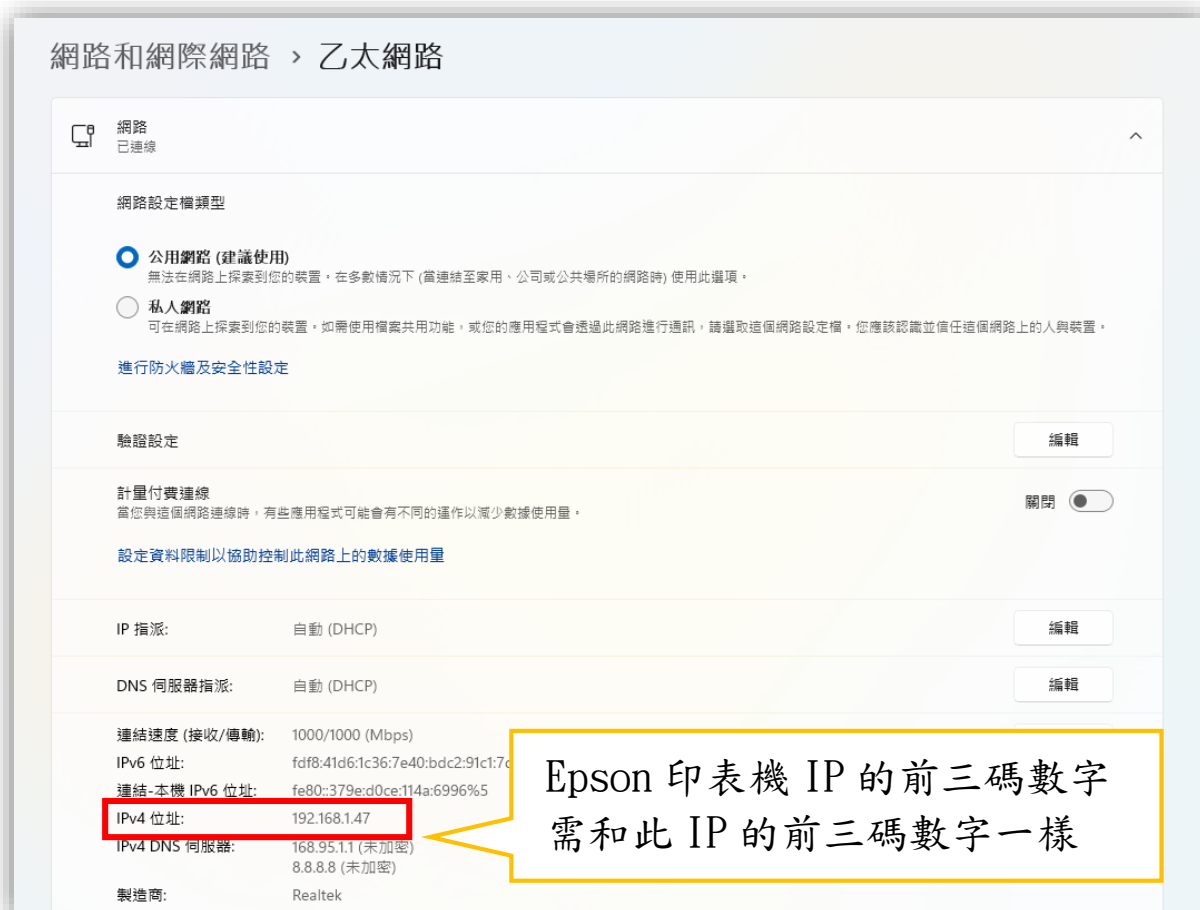 網路和網際網路 › 乙太網路
網路
已連線
網路設定檔類型
公用網路 (建議使用)
無法在網路上探索到您的裝置。在多數情況下 (當連結至家用、公司或公共場所的網路時) 使用此選項。
私人網路
可在網路上探索到您的裝置。如需使用檔案共用功能，或您的應用程式會透過此網路進行通訊，請選取這個網路設定檔。您應該認識並信任這個網路上的人與裝置。
進行防火牆及安全性設定
驗證設定
編輯
計量付費連線
當您與這個網路連線時，有些應用程式可能會有不同的運作以減少數據使用量。
關閉
設定資料限制以協助控制此網路上的數據使用量
IP 指派: 自動 (DHCP)
編輯
DNS 伺服器指派: 自動 (DHCP)
編輯
連結速度 (接收/傳輸): 1000/1000 (Mbps)
IPv6 位址: fdf8:41d6:1c36:7e40:bdc2:91c1:7c
連結-本機 IPv6 位址: fe80::379e:d0ce:114a:6996%5
IPv4 位址: 192.168.1.47
IPv4 DNS 伺服器: 168.95.1.1 (未加密)
8.8.8.8 (未加密)
製造商: Realtek
Epson 印表機 IP 的前三碼數字
需和此 IP 的前三碼數字一樣